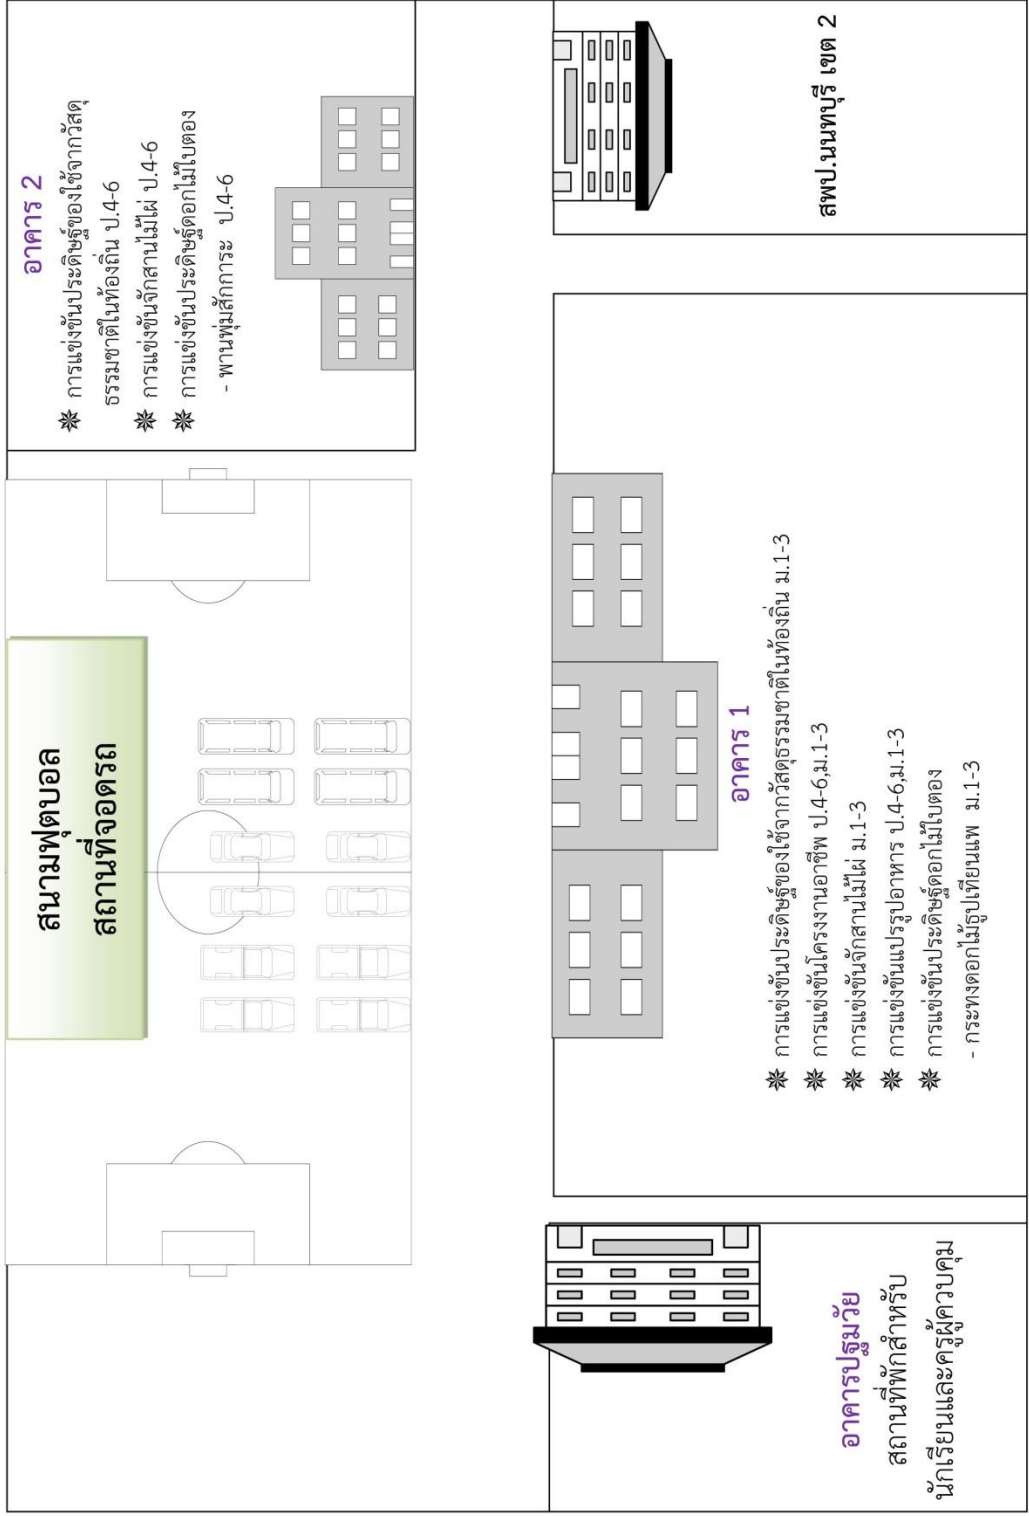 สนามฟุตบอล
สถานที่จอดรถ
อาคาร 2
การแข่งขันประดิษฐ์ของใช้จากวัสดุ
ธรรมชาติในท้องถิ่น ป.4-6
การแข่งขันจักสานไม้ไผ่ ป.4-6
การแข่งขันประดิษฐ์ดอกไม้ใบตอง
- พานพุ่มสักการะ ป.4-6
อาคารปฐมวัย
สถานที่พักสำหรับ
นักเรียนและครูผู้ควบคุม
อาคาร 1
การแข่งขันประดิษฐ์ของใช้จากวัสดุธรรมชาติในท้องถิ่น ม.1-3
การแข่งขันโครงงานอาชีพ ป.4-6,ม.1-3
การแข่งขันจักสานไม้ไผ่ ม.1-3
การแข่งขันแปรรูปอาหาร ป.4-6,ม.1-3
การแข่งขันประดิษฐ์ดอกไม้ใบตอง
- กระทงดอกไม้ธูปเทียนแพ ม.1-3
สพป.นนทบุรี เขต 2